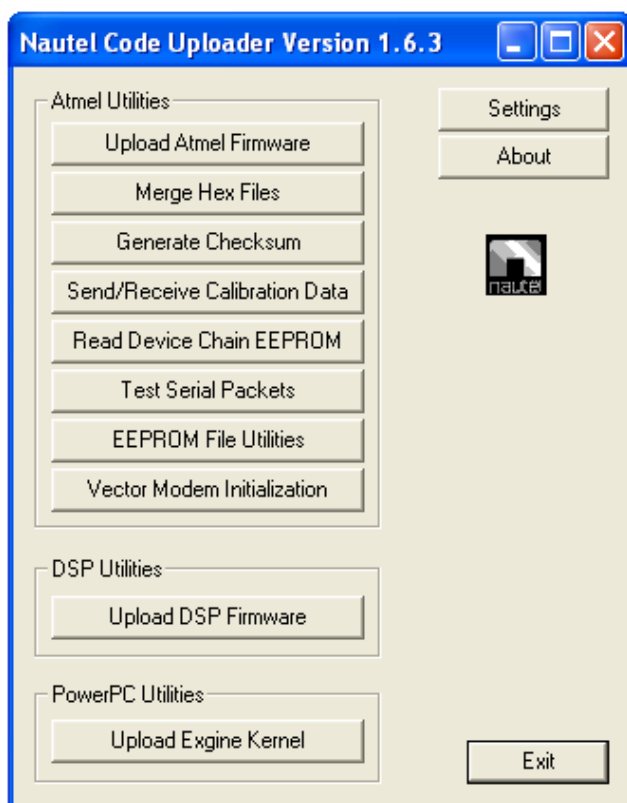 Nautel Code Uploader Version 1.6.3
Atmel Utilities
Upload Atmel Firmware
Merge Hex Files
Generate Checksum
Send/Receive Calibration Data
Read Device Chain EEPROM
Test Serial Packets
EEPROM File Utilities
Vector Modem Initialization
DSP Utilities
Upload DSP Firmware
PowerPC Utilities
Upload Exgine Kernel
Settings
About
nautel
Exit